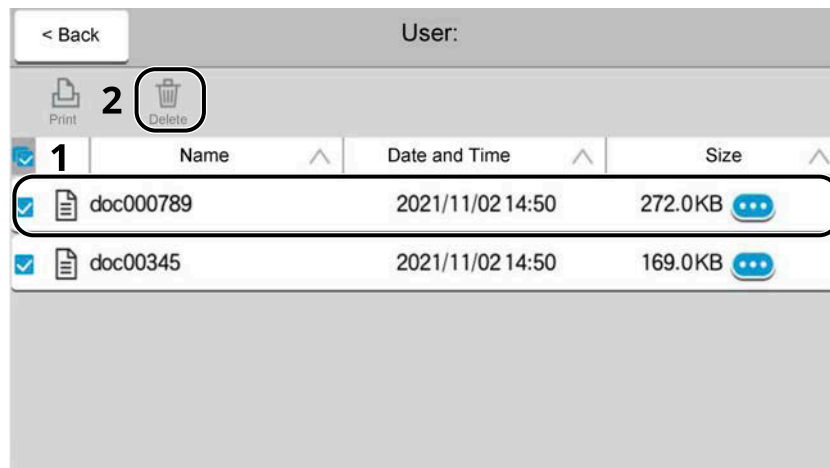 < Back
User:
Print 2 Delete
1 Name Date and Time Size
doc000789 2021/11/02 14:50 272.0KB
doc00345 2021/11/02 14:50 169.0KB